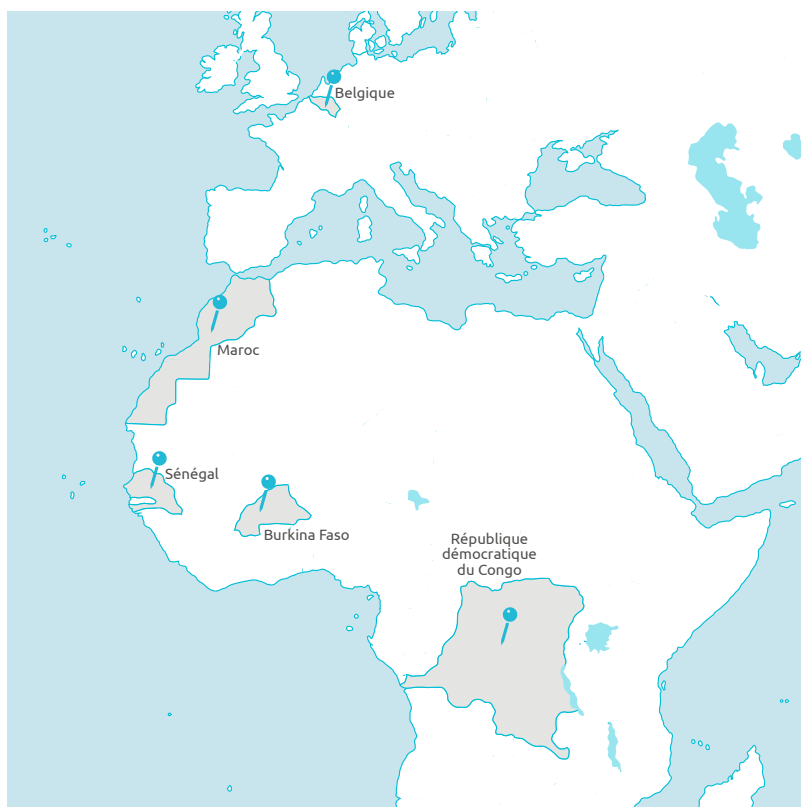 Belgique
Maroc
Sénégal
Burkina Faso
République
démocratique
du Congo